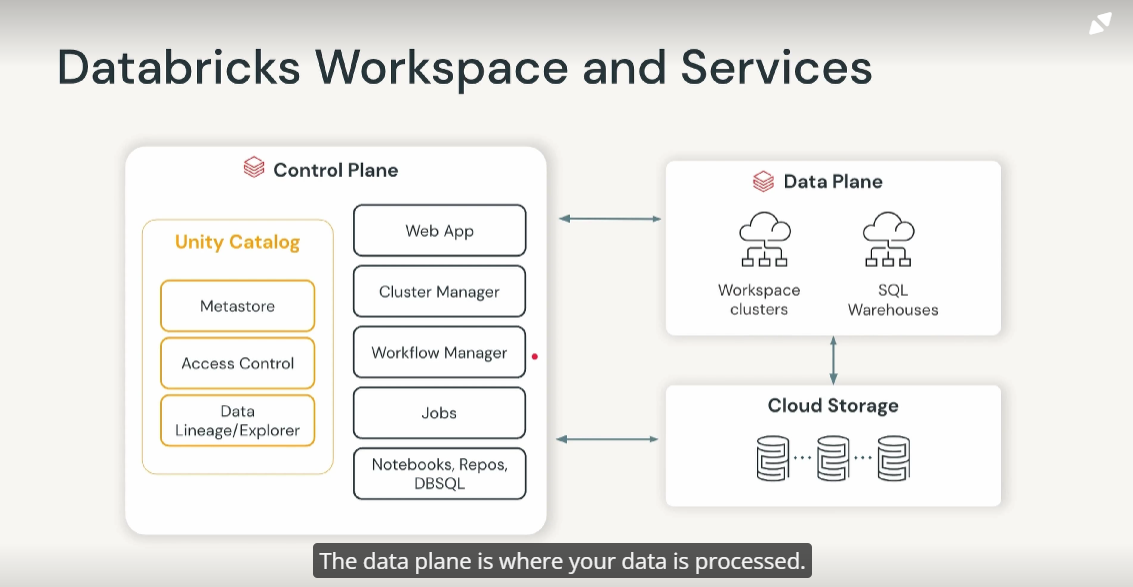 Databricks Workspace and Services
Control Plane
Unity Catalog
Metastore
Access Control
Data
Lineage/Explorer
Web App
Cluster Manager
Workflow Manager
Jobs
Notebooks, Repos,
DBSQL
Data Plane
Workspace
clusters
SQL
Warehouses
Cloud Storage
The data plane is where your data is processed.